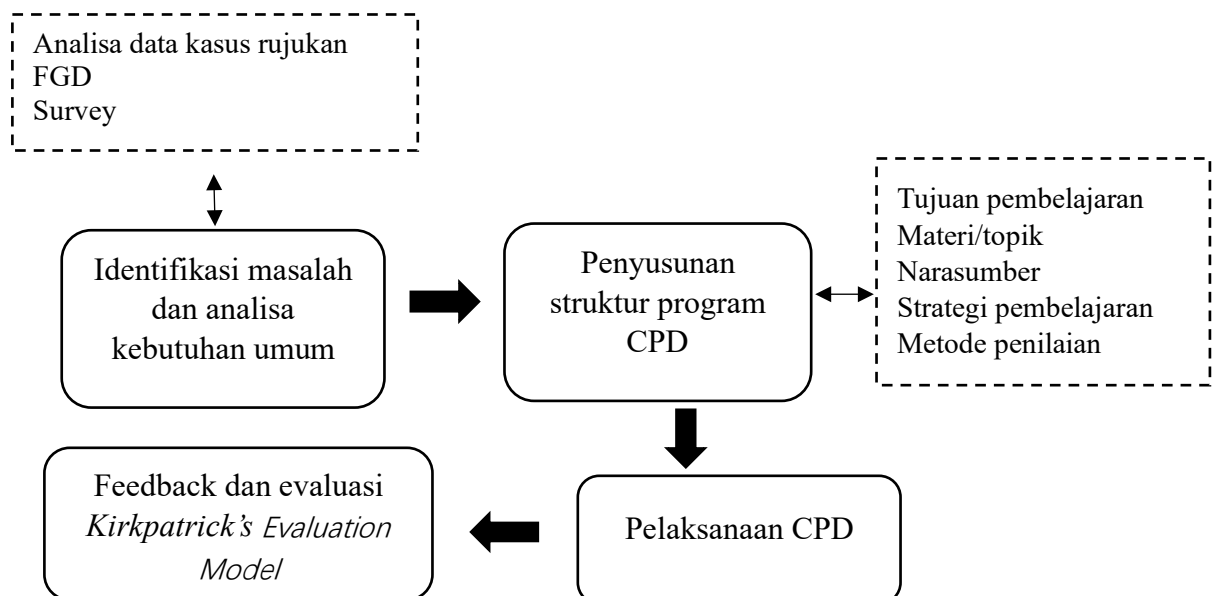 Analisa data kasus rujukan
FGD
Survey
Identifikasi masalah
dan analisa
kebutuhan umum
Penyusunan
struktur program
CPD
Tujuan pembelajaran
Materi/topik
Narasumber
Strategi pembelajaran
Metode penilaian
Feedback dan evaluasi
Kirkpatrick’s Evaluation
Model
Pelaksanaan CPD